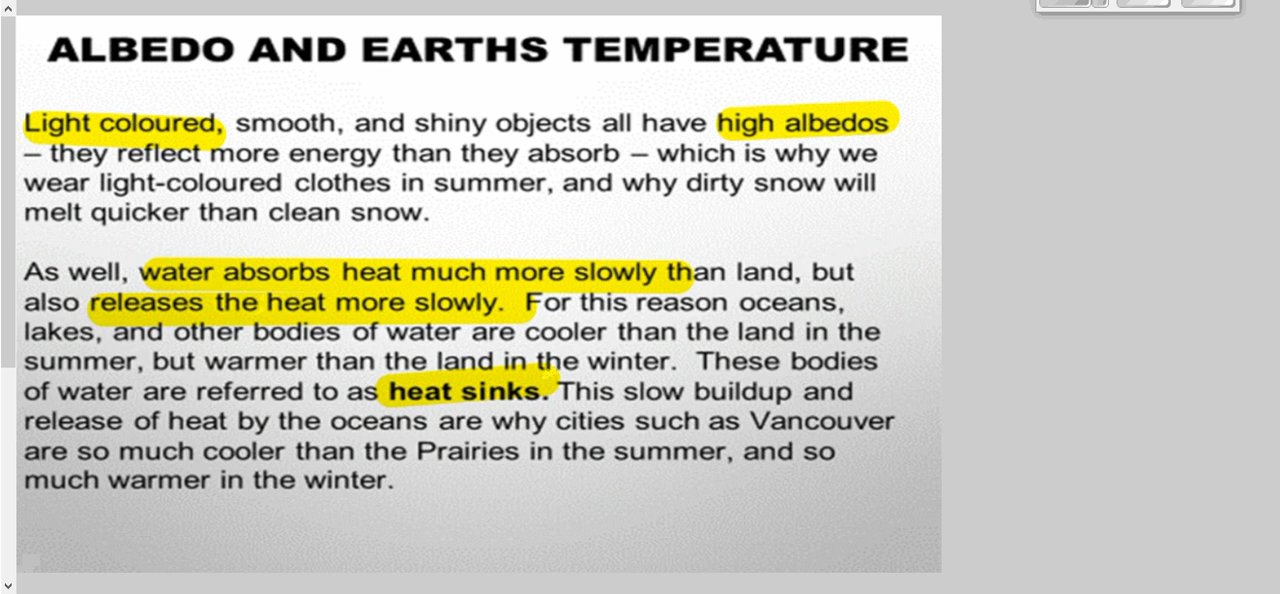 ALBEDO AND EARTHS TEMPERATURE
Light coloured, smooth, and shiny objects all have high albedos
– they reflect more energy than they absorb – which is why we
wear light-coloured clothes in summer, and why dirty snow will
melt quicker than clean snow.
As well, water absorbs heat much more slowly than land, but
also releases the heat more slowly.  For this reason oceans,
lakes, and other bodies of water are cooler than the land in the
summer, but warmer than the land in the winter.  These bodies
of water are referred to as heat sinks. This slow buildup and
release of heat by the oceans are why cities such as Vancouver
are so much cooler than the Prairies in the summer, and so
much warmer in the winter.